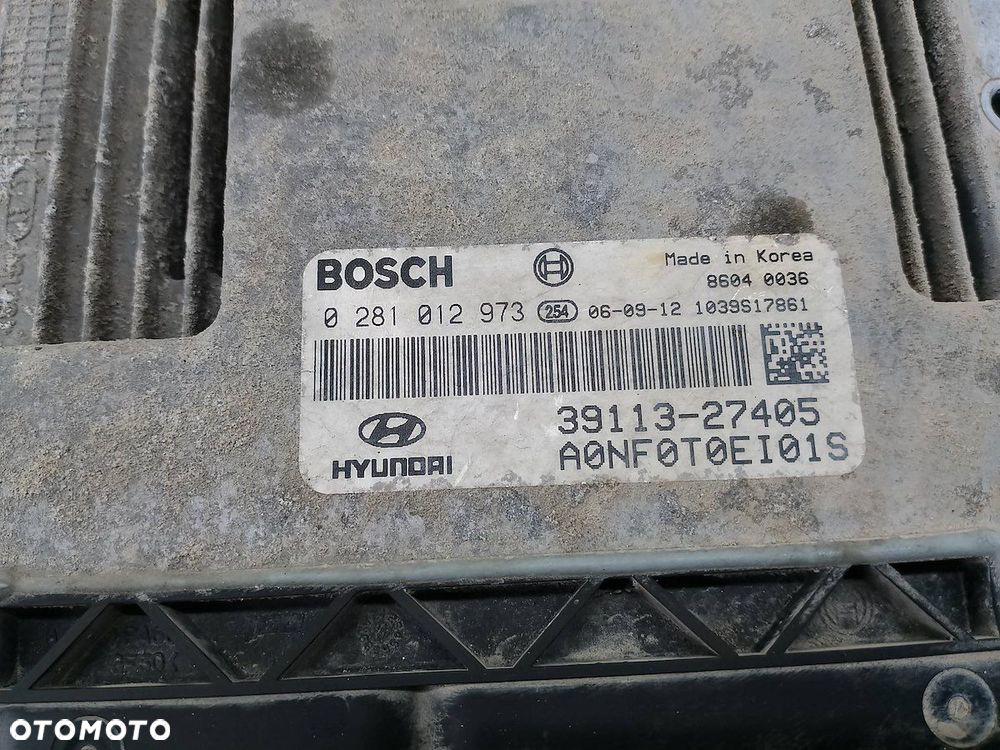 BOSCH
Made in Korea
8604 0036
0 281 012 973 254 06-09-12 1039S17861
39113-27405
HYUNDAI
A0NF0T0EI01S
OTOMOTO